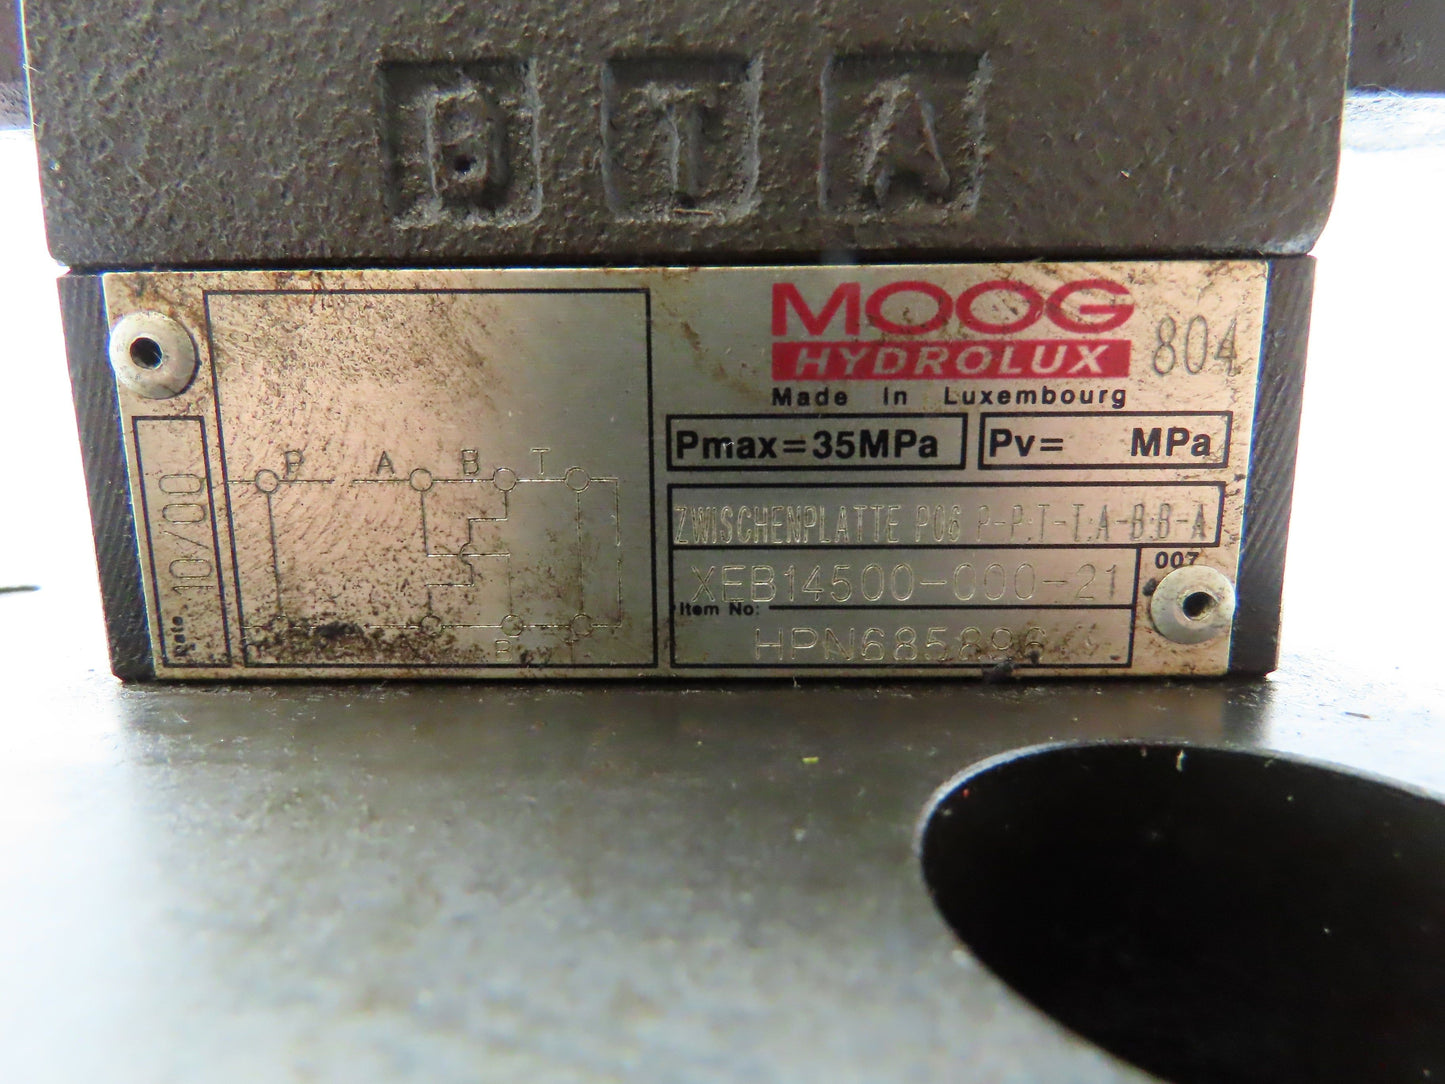 B T A
MOOG
HYDROLUX
804
Made In Luxembourg
Pmax=35MPa
Pv= MPa
10/00
P A B T
ZWISCHENPLATTE P06 P-P:T-T:A-B:B-A
XEB14500-000-21
007
Item No:
B